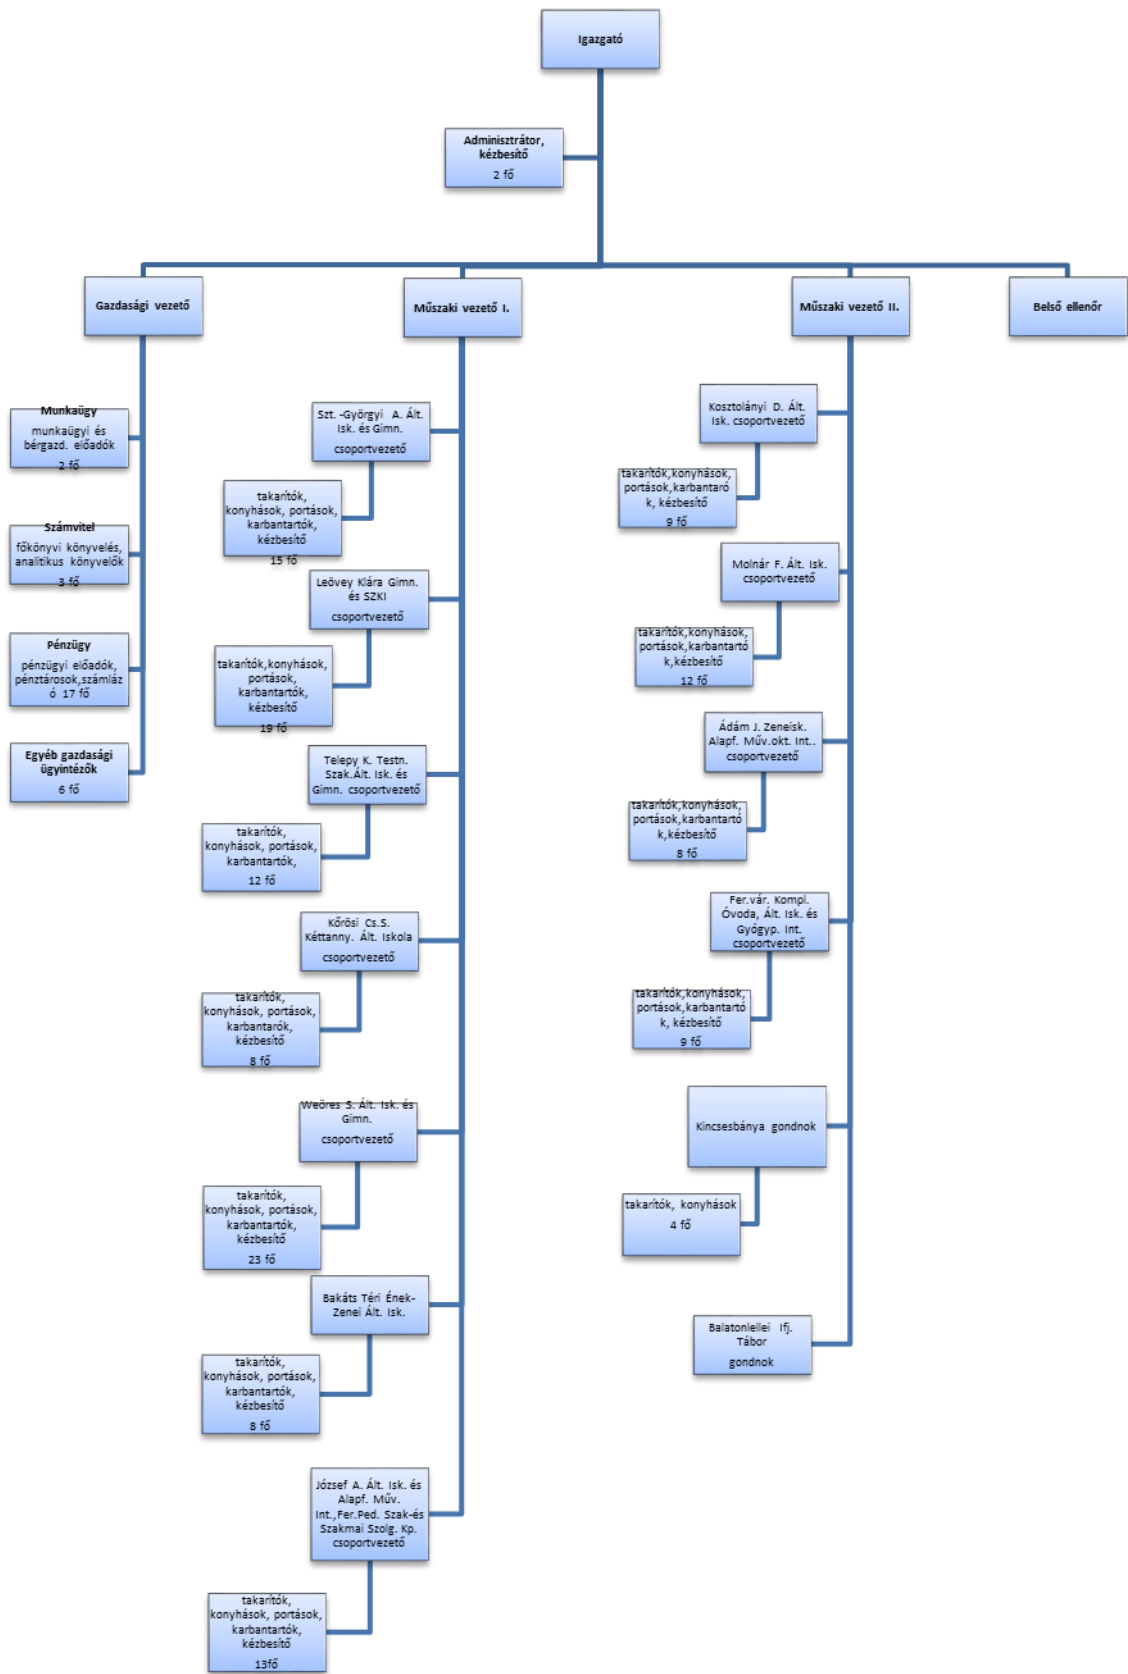 Igazgató
Adminisztrátor,
kézbesítő
2 fő
Gazdasági vezető
Műszaki vezető I.
Műszaki vezető II.
Belső ellenőr
Munkaügy
munkaügyi és
bérgazd. előadók
2 fő
Számvitel
főkönyvi könyvelés,
analitikus könyvelők
3 fő
Pénzügy
pénzügyi előadók,
pénztárosok,számláz
ó 17 fő
Egyéb gazdasági
ügyintézők
6 fő
Szt. -Györgyi A. Ált.
Isk. és Gimn.
csoportvezető
takarítók,
konyhások, portások,
karbantartók,
kézbesítő
15 fő
Leövey Klára Gimn.
és SZKI
csoportvezető
takarítók,konyhások,
portások,
karbantartók,
kézbesítő
19 fő
Telepy K. Testn.
Szak.Ált. Isk. és
Gimn. csoportvezető
takarítók,
konyhások, portások,
karbantartók,
12 fő
Kőrösi Cs.S.
Kéttanny. Ált. Iskola
csoportvezető
takarítók,
konyhások, portások,
karbantarók,
kézbesítő
8 fő
Weöres S. Ált. Isk. és
Gimn.
csoportvezető
takarítók,
konyhások, portások,
karbantartók,
kézbesítő
23 fő
Bakáts Téri Ének-
Zenei Ált. Isk.
takarítók,
konyhások, portások,
karbantartók,
kézbesítő
8 fő
József A. Ált. Isk. és
Alapf. Műv.
Int.,Fer.Ped. Szak-és
Szakmai Szolg. Kp.
csoportvezető
takarítók,
konyhások, portások,
karbantartók,
kézbesítő
13fő
Kosztolányi D. Ált.
Isk. csoportvezető
takarítók,konyhások,
portások,karbantarók
k, kézbesítő
9 fő
Molnár F. Ált. Isk.
csoportvezető
takarítók,konyhások,
portások,karbantartó
k,kézbesítő
12 fő
Ádám J. Zeneisk.
Alapf. Műv.okt. Int..
csoportvezető
takarítók,konyhások,
portások,karbantartó
k,kézbesítő
8 fő
Fer.vár. Kompl.
Óvoda, Ált. Isk. és
Gyógyp. Int.
csoportvezető
takarítók,konyhások,
portások,karbantartó
k, kézbesítő
9 fő
Kincsesbánya gondnok
takarítók, konyhások
4 fő
Balatonlellei Ifj.
Tábor
gondnok